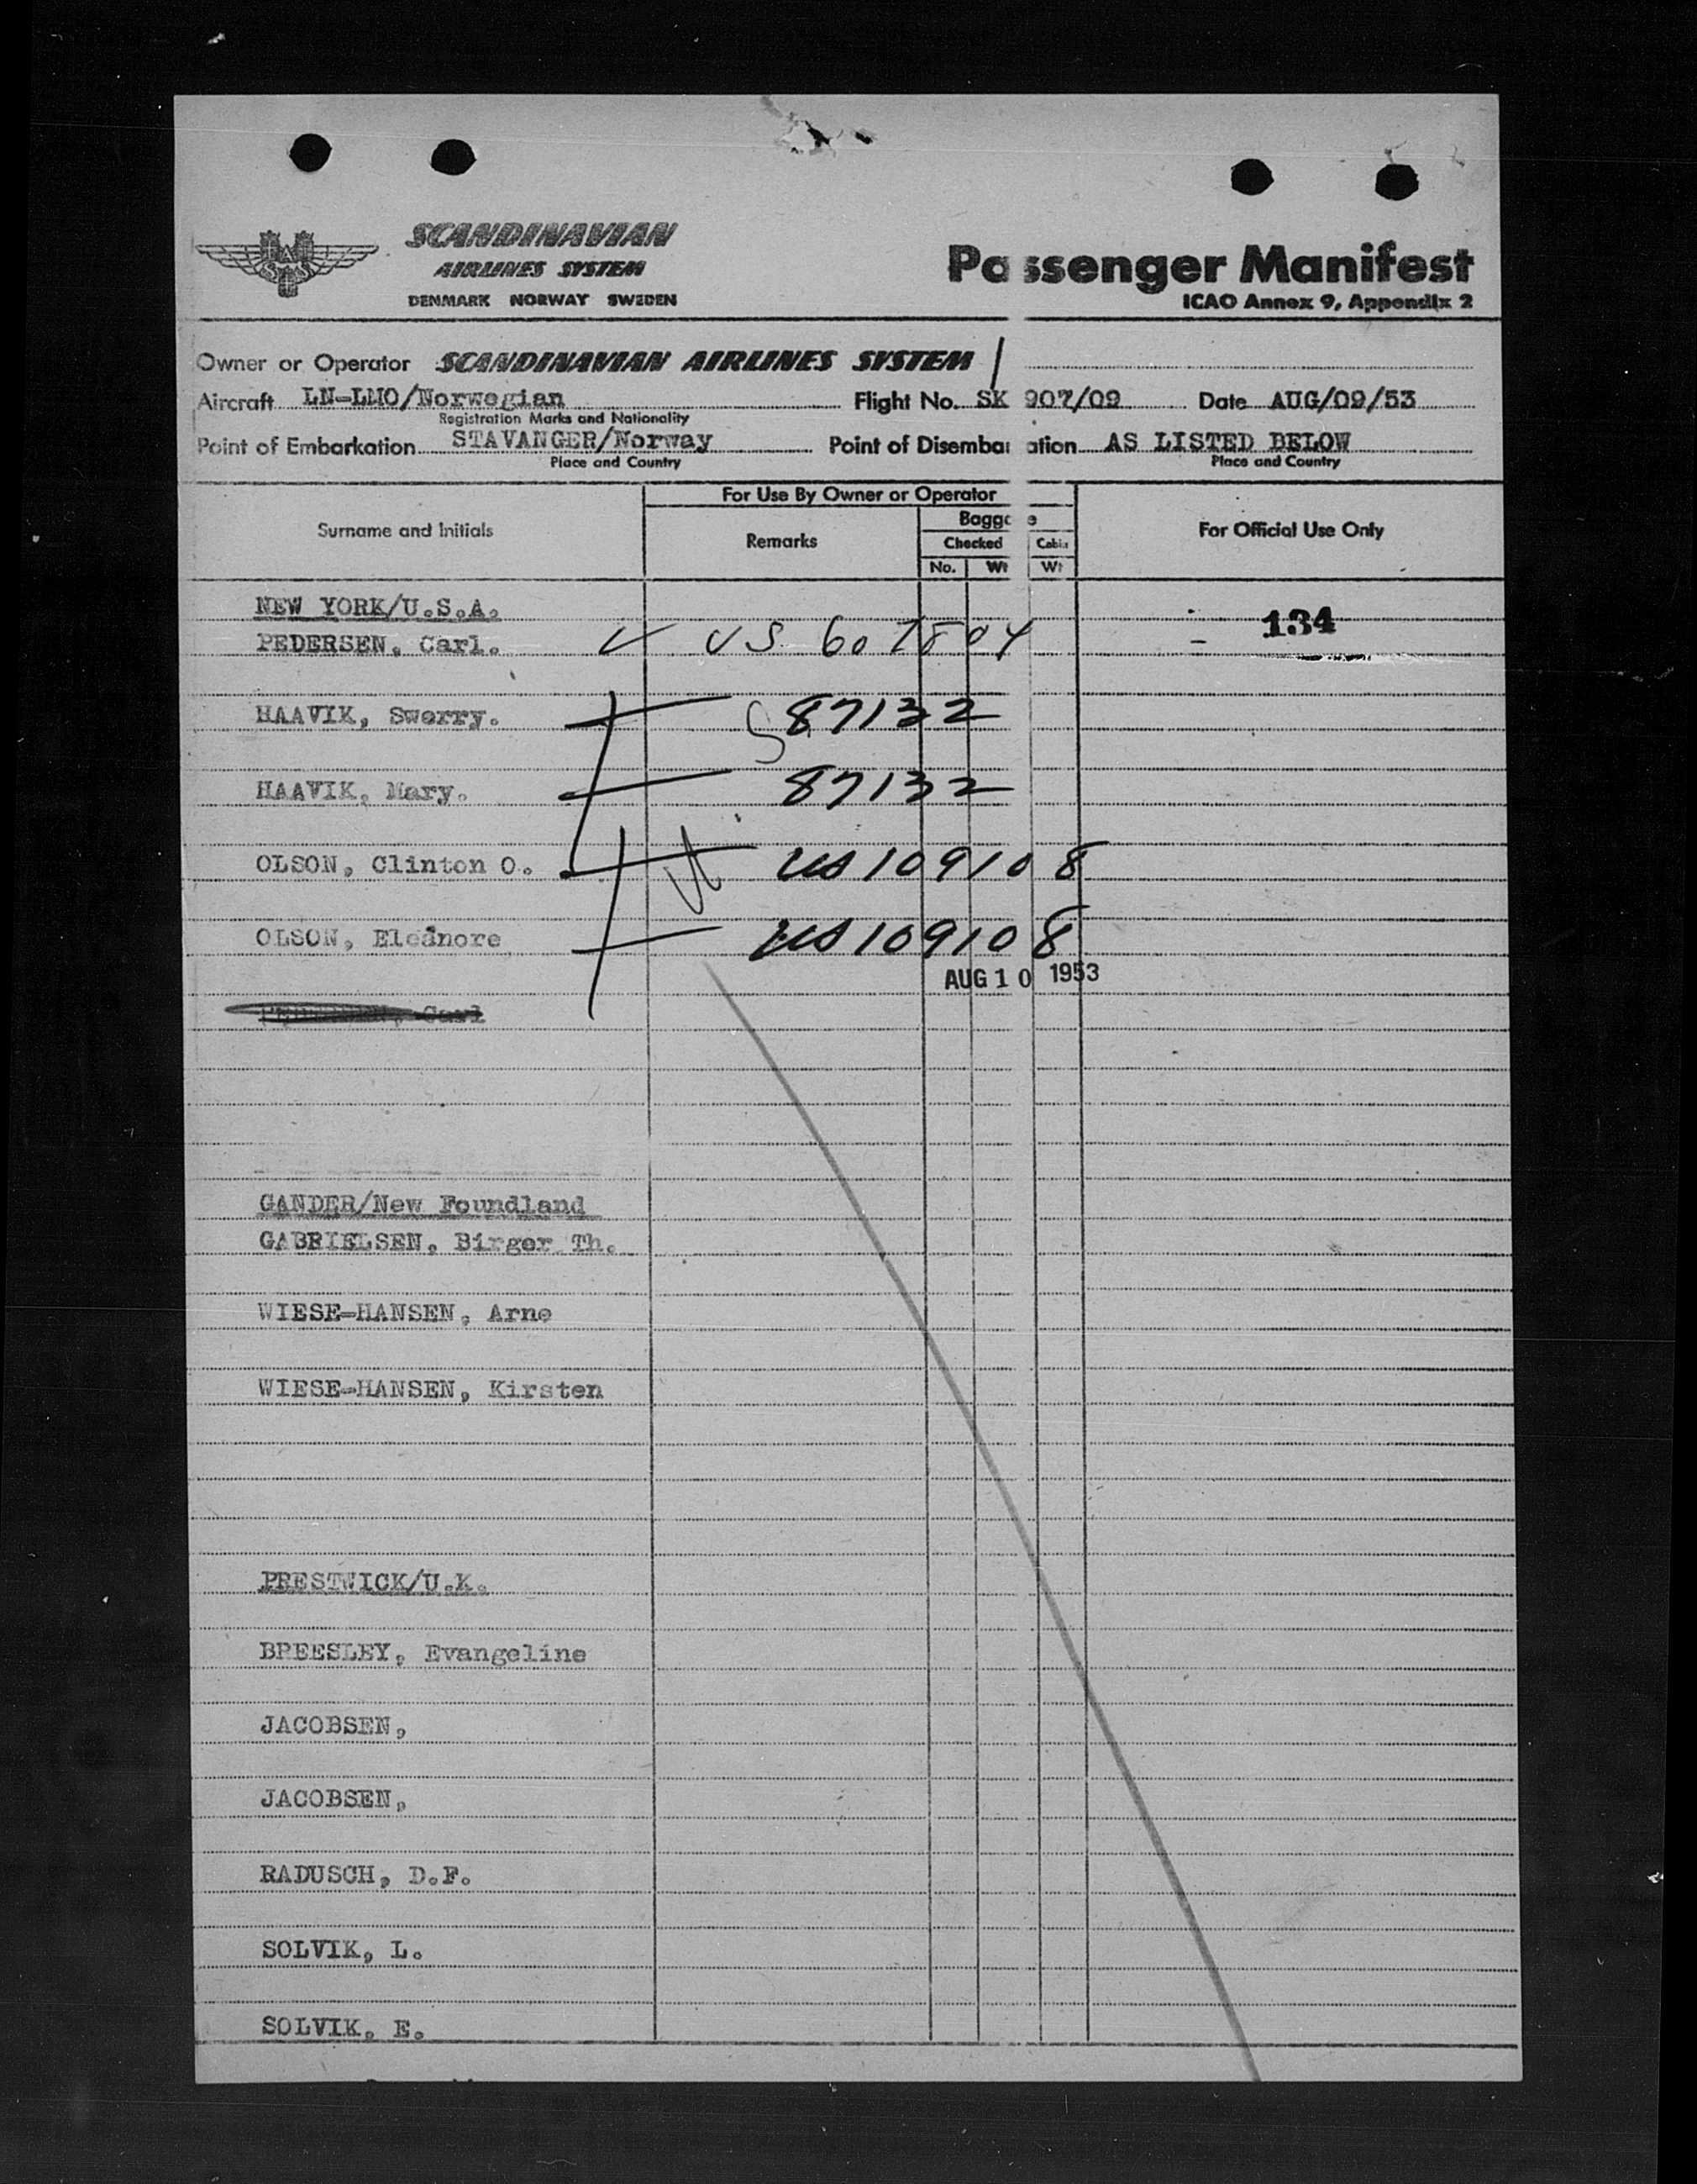 SCANDINAVIAN
AIRLINES SYSTEM
DENMARK NORWAY SWEDEN
SAS
Passenger Manifest
ICAO Annex 9, Appendix 2
Owner or Operator SCANDINAVIAN AIRLINES SYSTEM
Aircraft LN-LMO/Norwegian Flight No. SK 907/09 Date AUG/09/53
Registration Marks and Nationality
Point of Embarkation STAVANGER/Norway Point of Disembar ation AS LISTED BELOW
Place and Country Place and Country
For Use By Owner or Operator
Surname and Initials Remarks Bagga e For Official Use Only
Checked Cabin
No. Wt Wt
NEW YORK/U.S.A. 134
PEDERSEN, Carl. US 607804
HAAVIK, Swerry. S 87132
HAAVIK, Mary. 87132
OLSON, Clinton O. US 109108
OLSON, Eleanore US 109108
AUG 10 1953
Carl
GANDER/New Foundland
GABRIELSEN, Birger Th.
WIESE-HANSEN, Arne
WIESE-HANSEN, Kirsten
PRESTWICK/U.K.
BREESLEY, Evangeline
JACOBSEN,
JACOBSEN,
RADUSCH, D.F.
SOLVIK, L.
SOLVIK, E.